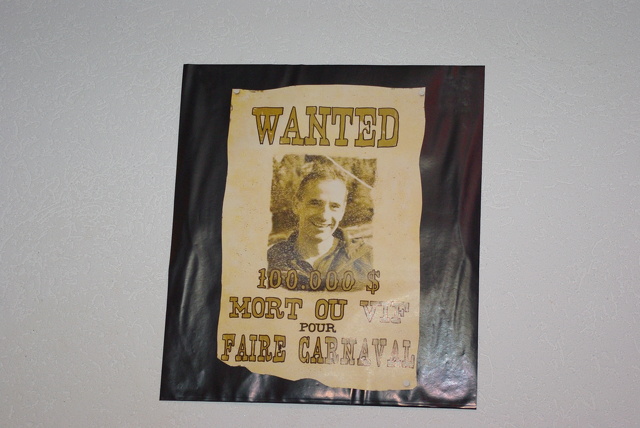 WANTED
100.000 $
MORT OU VIF
POUR
FAIRE CARNAVAL